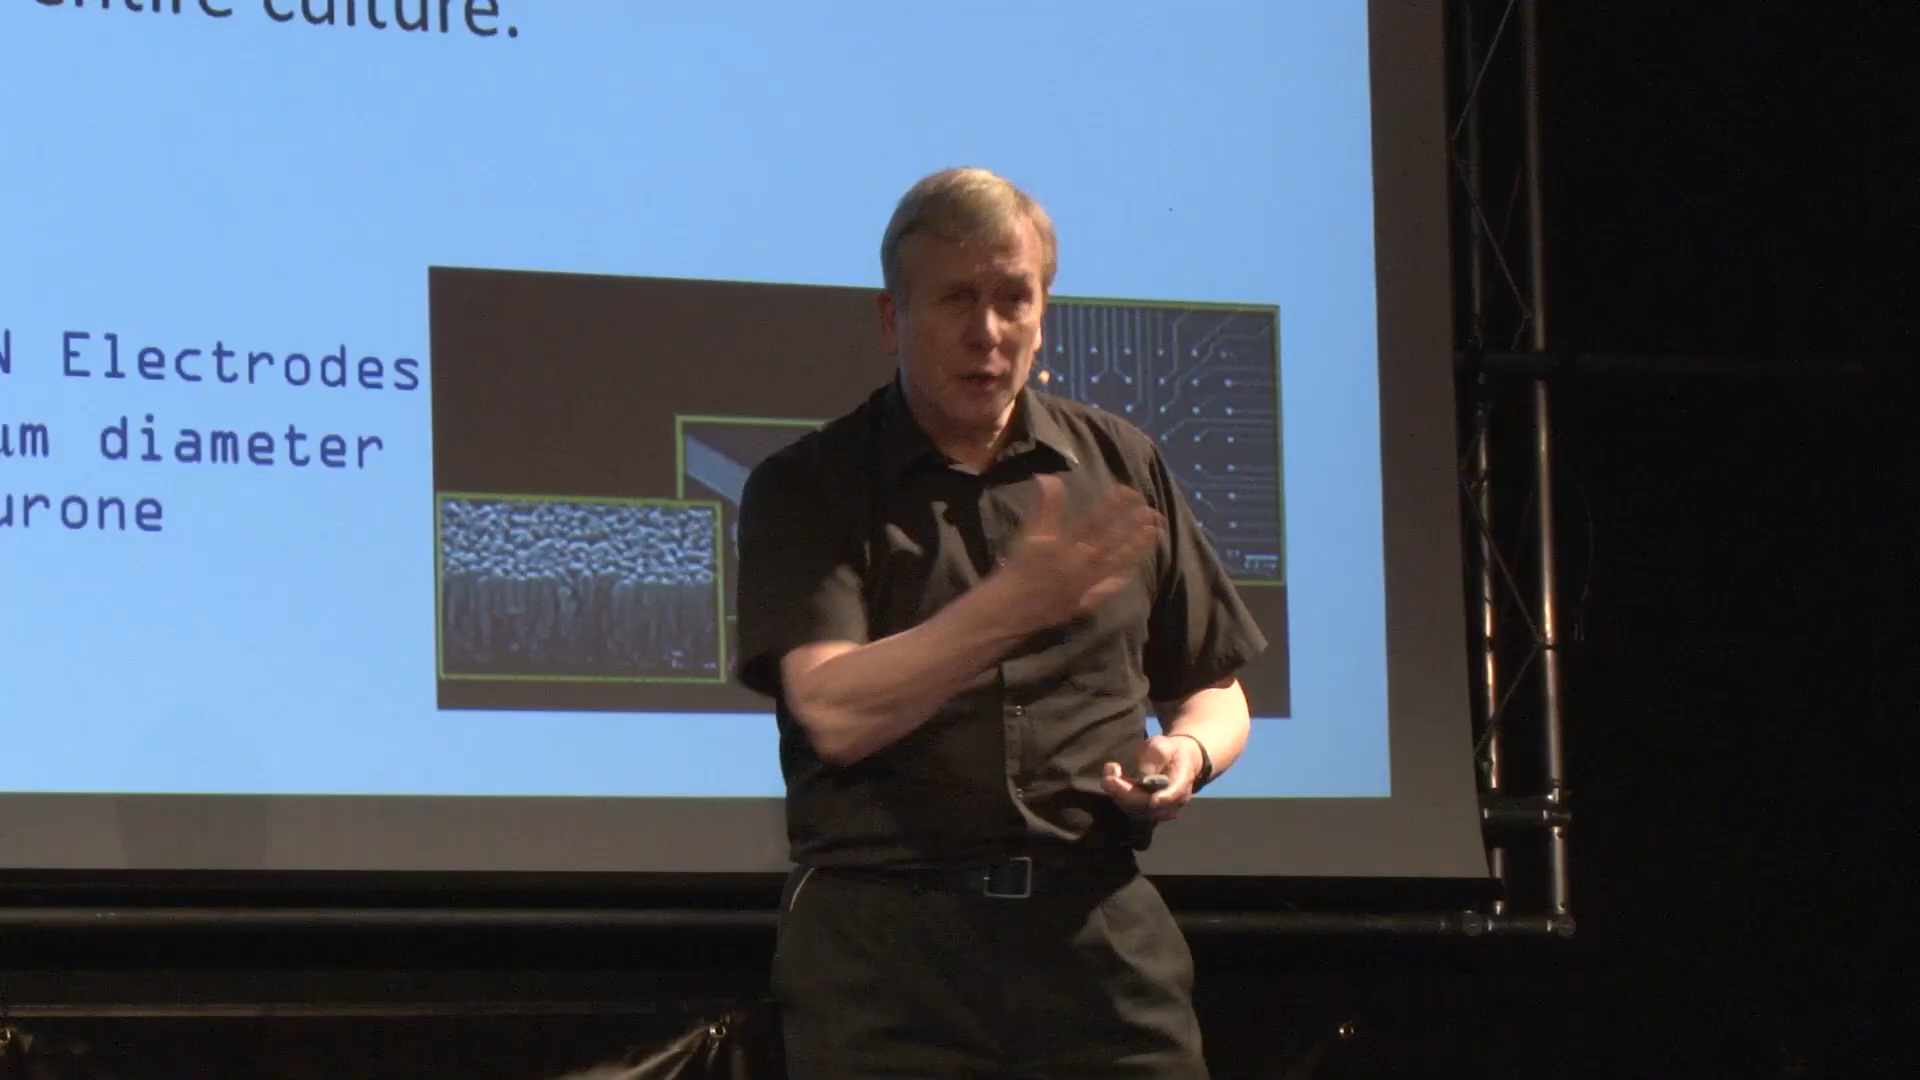 entire culture.
N Electrodes
um diameter
urone